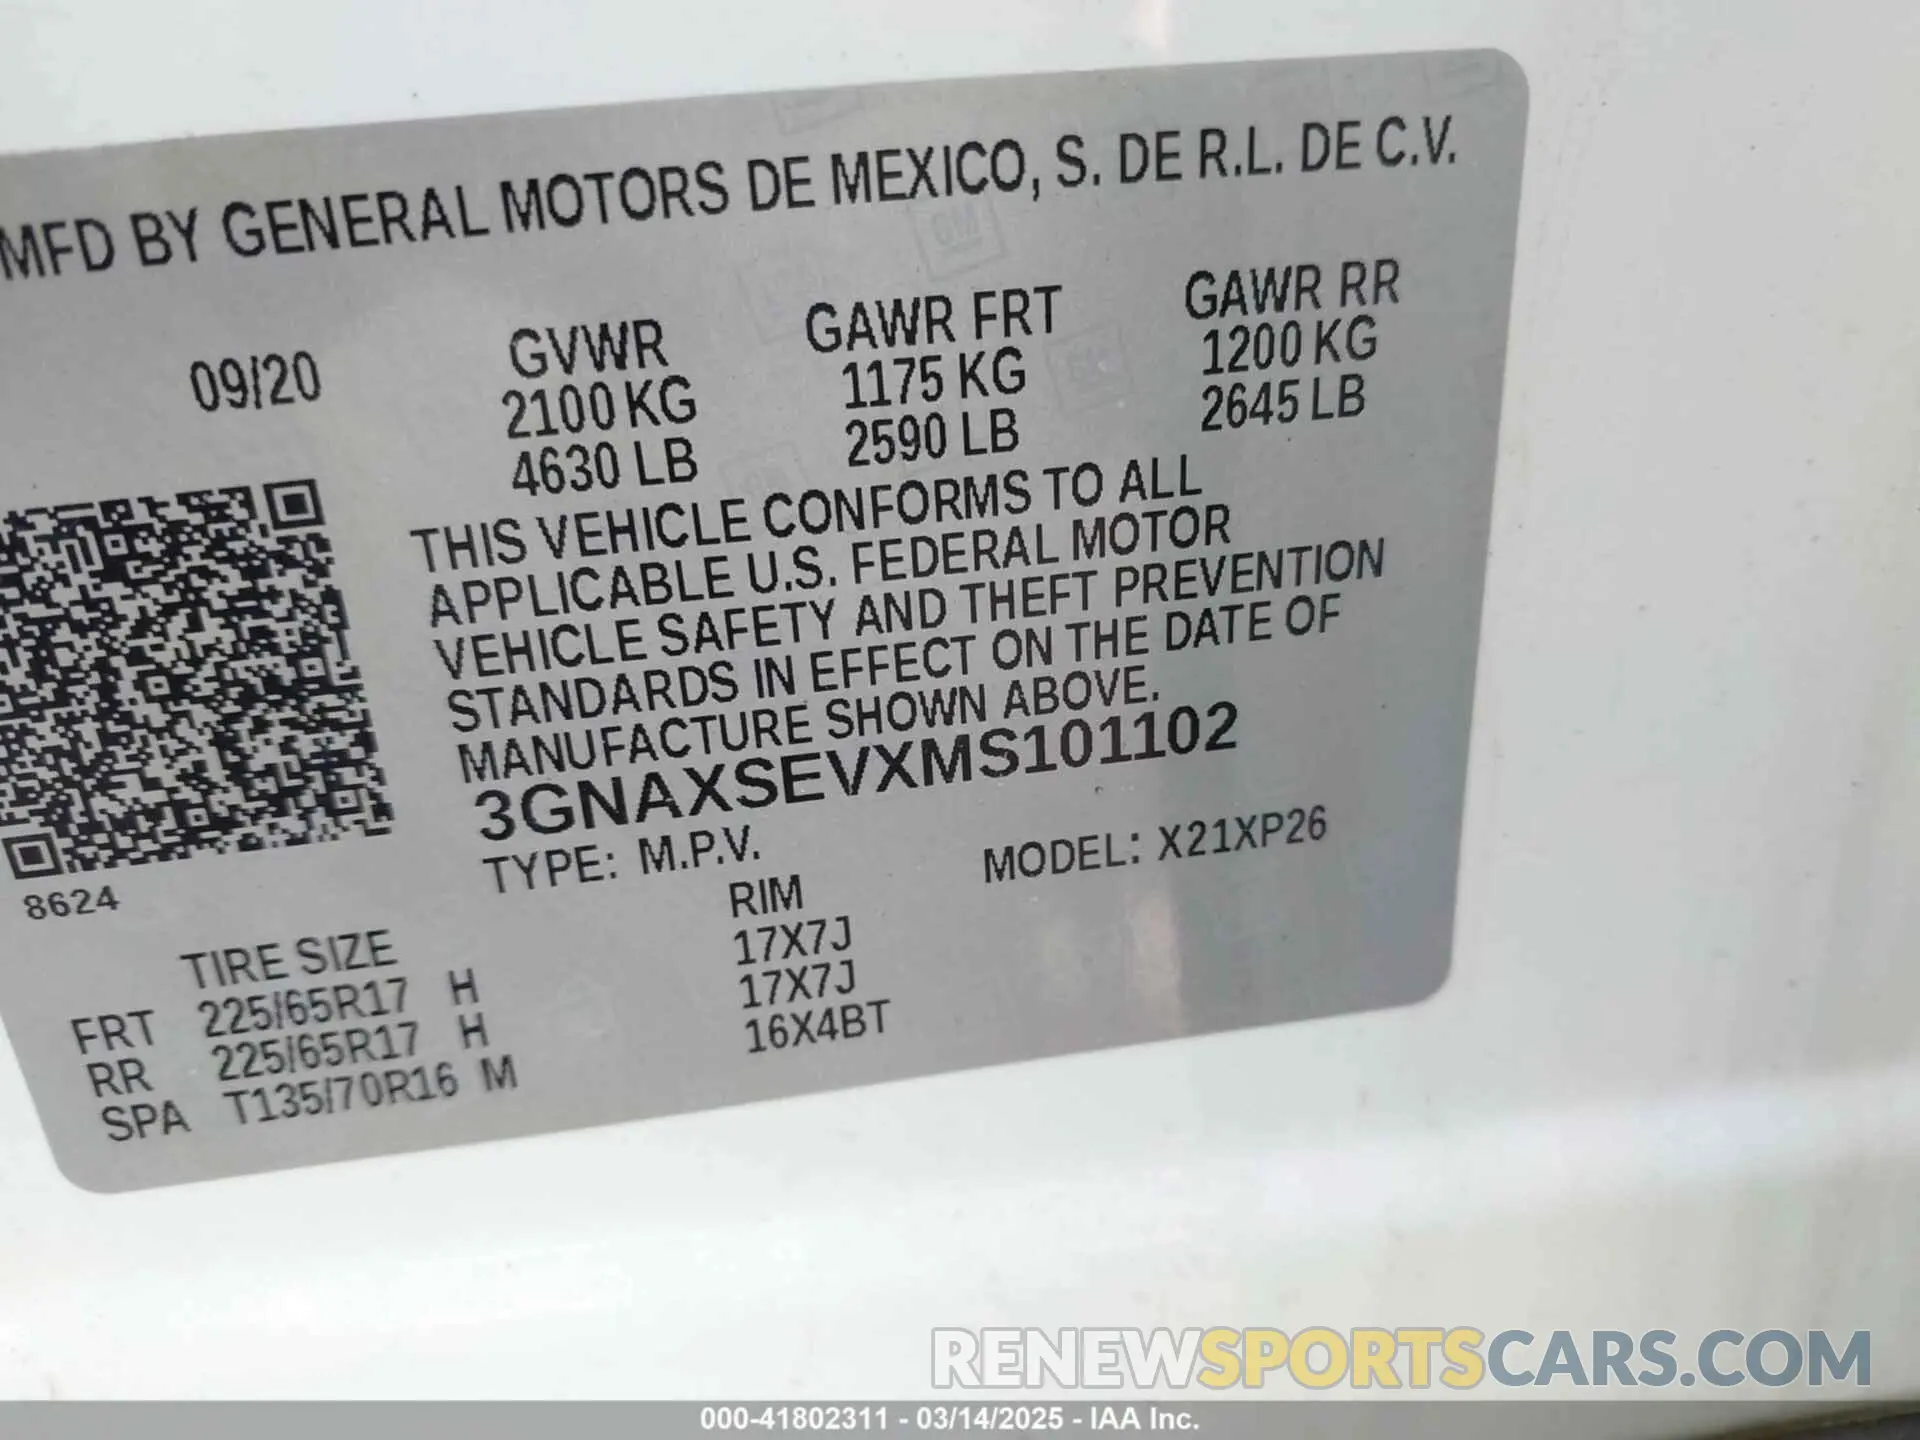 MFD BY GENERAL MOTORS DE MEXICO, S. DE R.L. DE C.V.
09/20 GVWR GAWR FRT GAWR RR
2100 KG 1175 KG 1200 KG
4630 LB 2590 LB 2645 LB
THIS VEHICLE CONFORMS TO ALL
APPLICABLE U.S. FEDERAL MOTOR
VEHICLE SAFETY AND THEFT PREVENTION
STANDARDS IN EFFECT ON THE DATE OF
MANUFACTURE SHOWN ABOVE.
3GNAXSEVXMS101102
TYPE: M.P.V. MODEL: X21XP26
8624
TIRE SIZE RIM
FRT 225/65R17 H 17X7J
RR 225/65R17 H 17X7J
SPA T135/70R16 M 16X4BT
RENEWSPORTSCARS.COM
000-41802311 - 03/14/2025 - IAA Inc.